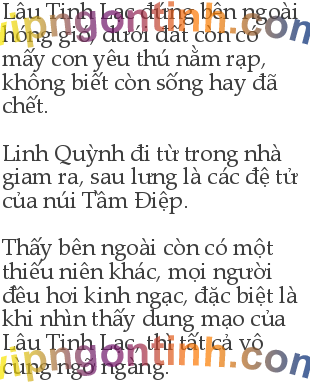 Lâu Tinh Lạc đứng bên ngoài
hóng gió, dưới đất còn có
mấy con yêu thú nằm rạp,
không biết còn sống hay đã
chết.

Linh Quỳnh đi từ trong nhà
giam ra, sau lưng là các đệ tử
của núi Tầm Điệp.

Thấy bên ngoài còn có một
thiếu niên khác, mọi người
đều hơi kinh ngạc, đặc biệt là
khi nhìn thấy dung mạo của
Lâu Tinh Lạc, thì tất cả vô
cùng ngỡ ngàng.
vipngontinh.com
vipngontinh.com